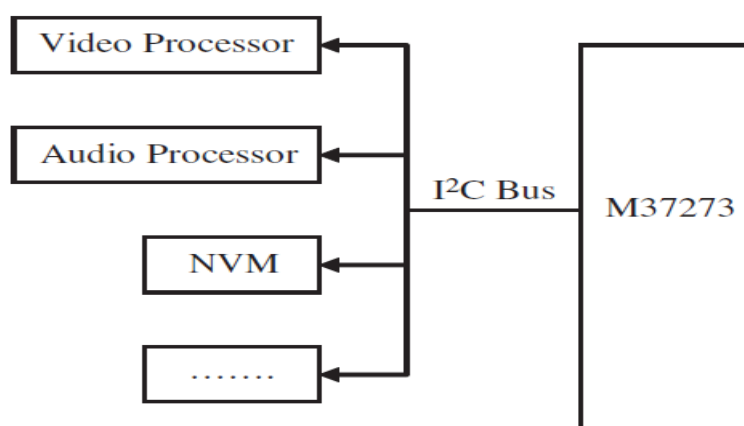 Video Processor
Audio Processor
I²C Bus
M37273
NVM
.......